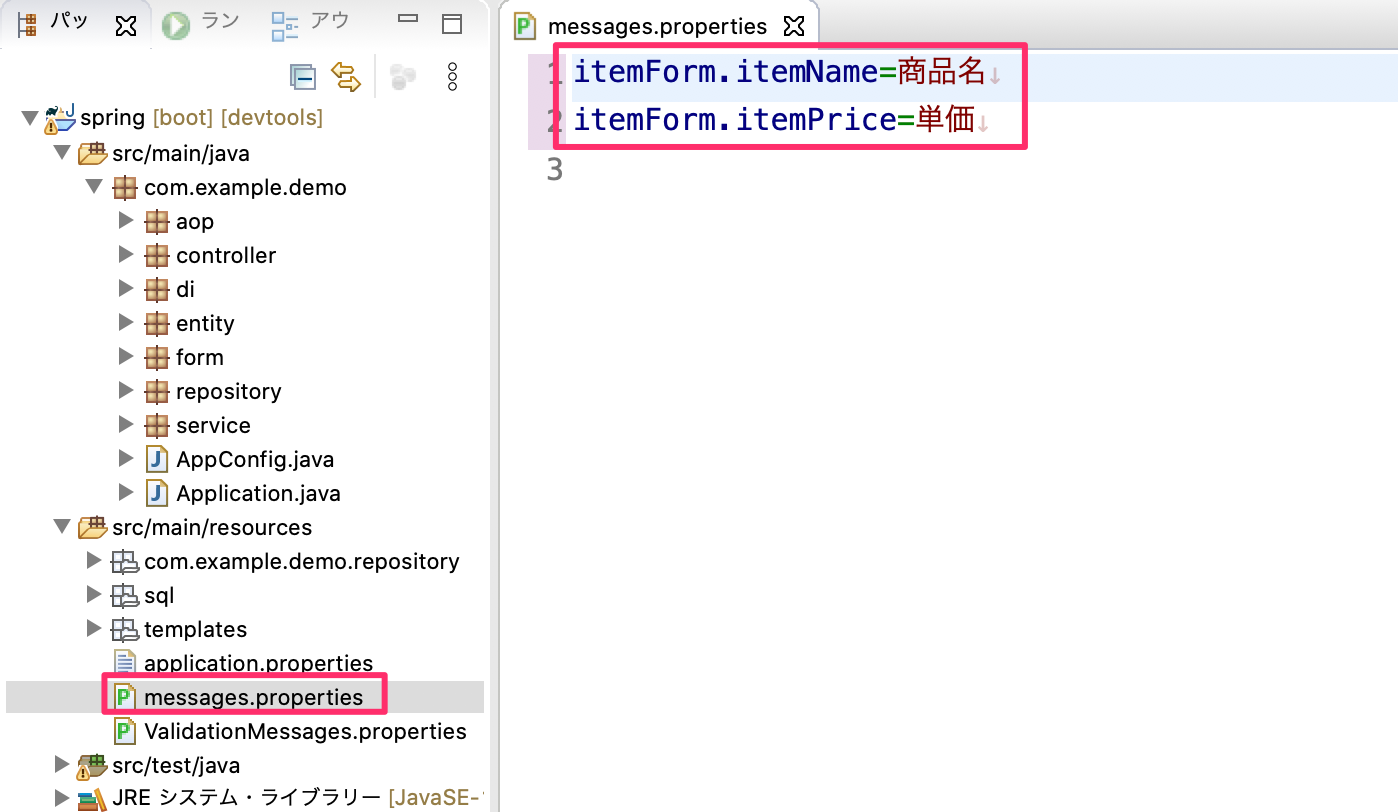 パッ
ラン
アウ
spring [boot] [devtools]
src/main/java
com.example.demo
aop
controller
di
entity
form
repository
service
AppConfig.java
Application.java
src/main/resources
com.example.demo.repository
sql
templates
application.properties
messages.properties
ValidationMessages.properties
src/test/java
JRE システム・ライブラリー [JavaSE-
messages.properties
1 itemForm.itemName=商品名↓
2 itemForm.itemPrice=単価↓
3